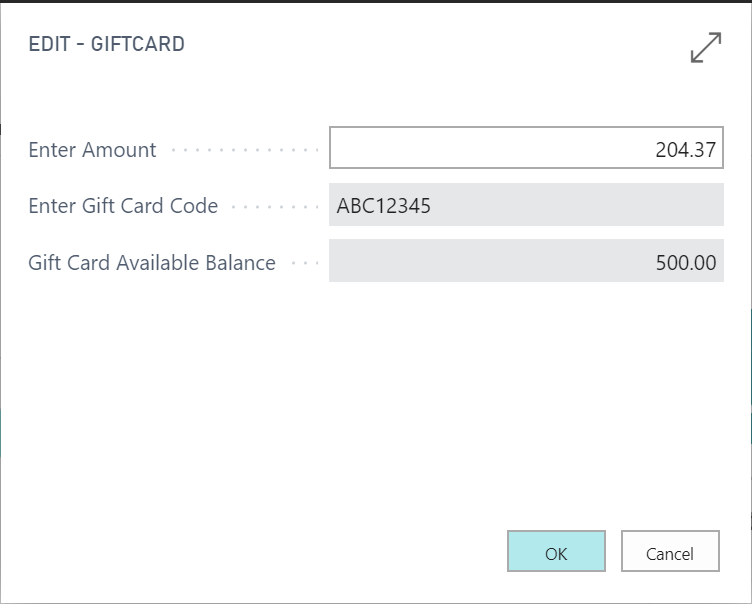 EDIT - GIFTCARD
Enter Amount 204.37
Enter Gift Card Code ABC12345
Gift Card Available Balance 500.00
OK Cancel